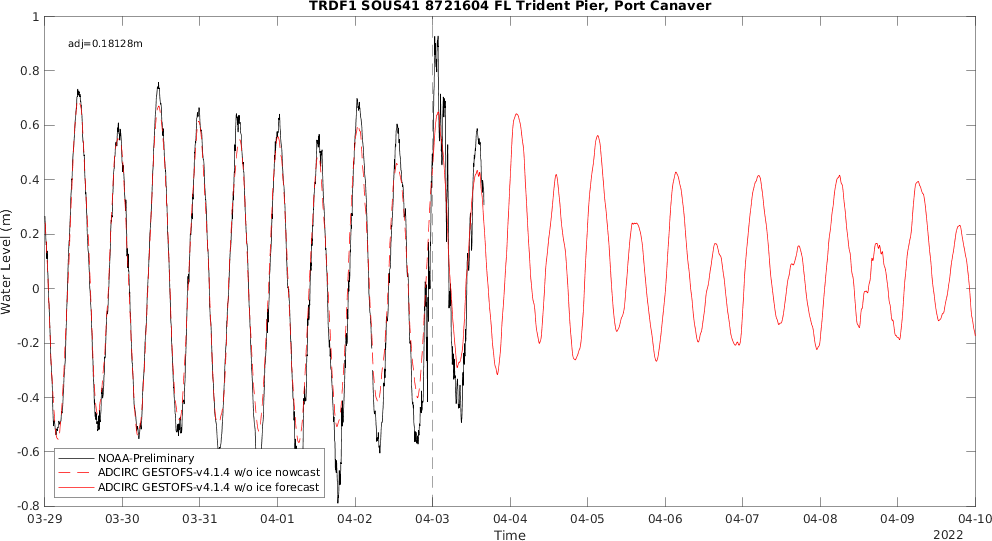 TRDF1 SOUS41 8721604 FL Trident Pier, Port Canaver
adj=0.18128m
1
0.8
0.6
0.4
0.2
0
-0.2
-0.4
-0.6
-0.8
Water Level (m)
NOAA-Preliminary
ADCIRC GESTOFS-v4.1.4 w/o ice nowcast
ADCIRC GESTOFS-v4.1.4 w/o ice forecast
03-29 03-30 03-31 04-01 04-02 04-03 04-04 04-05 04-06 04-07 04-08 04-09 04-10
Time
2022